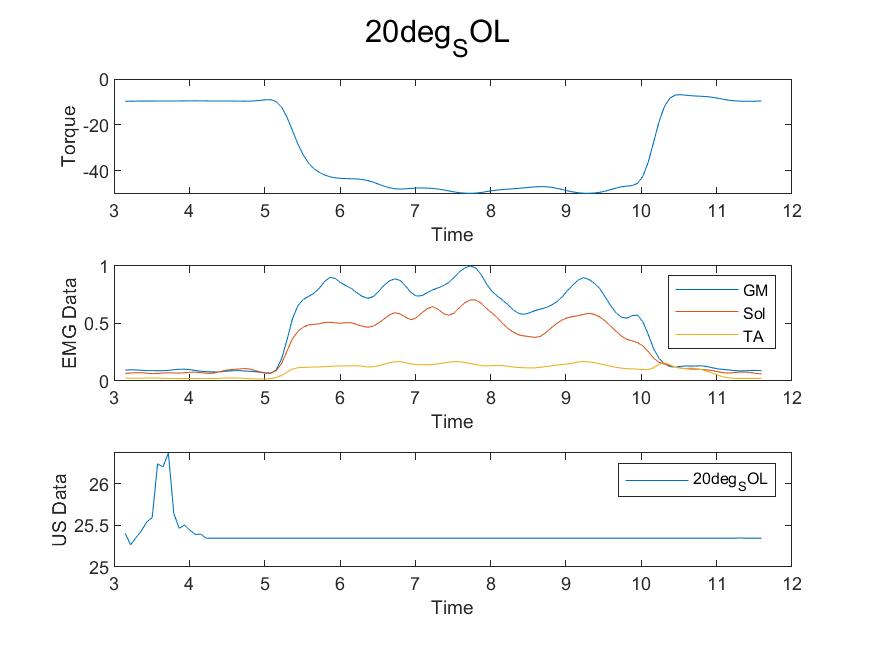 20deg_SOL
0
-20
-40
Torque
3 4 5 6 7 8 9 10 11 12
Time
1
0.5
0
EMG Data
GM
Sol
TA
3 4 5 6 7 8 9 10 11 12
Time
26
25.5
25
US Data
20deg_SOL
3 4 5 6 7 8 9 10 11 12
Time